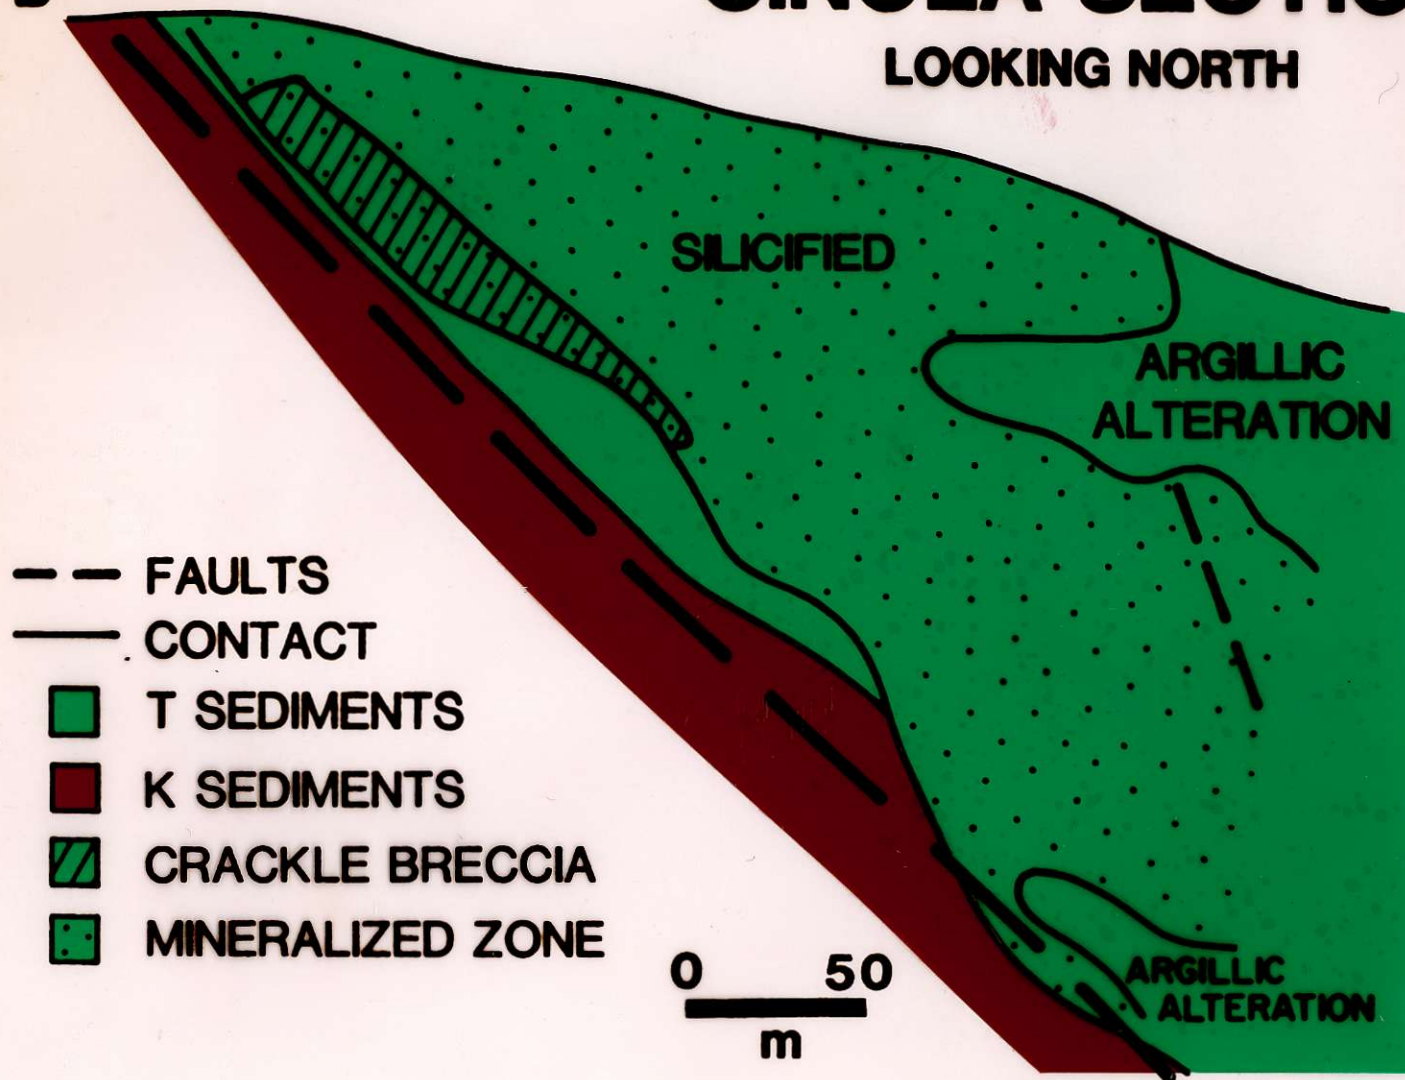 LOOKING NORTH
SILICIFIED
ARGILLIC
ALTERATION
FAULTS
CONTACT
T SEDIMENTS
K SEDIMENTS
CRACKLE BRECCIA
MINERALIZED ZONE
0 50
m
ARGILLIC
ALTERATION